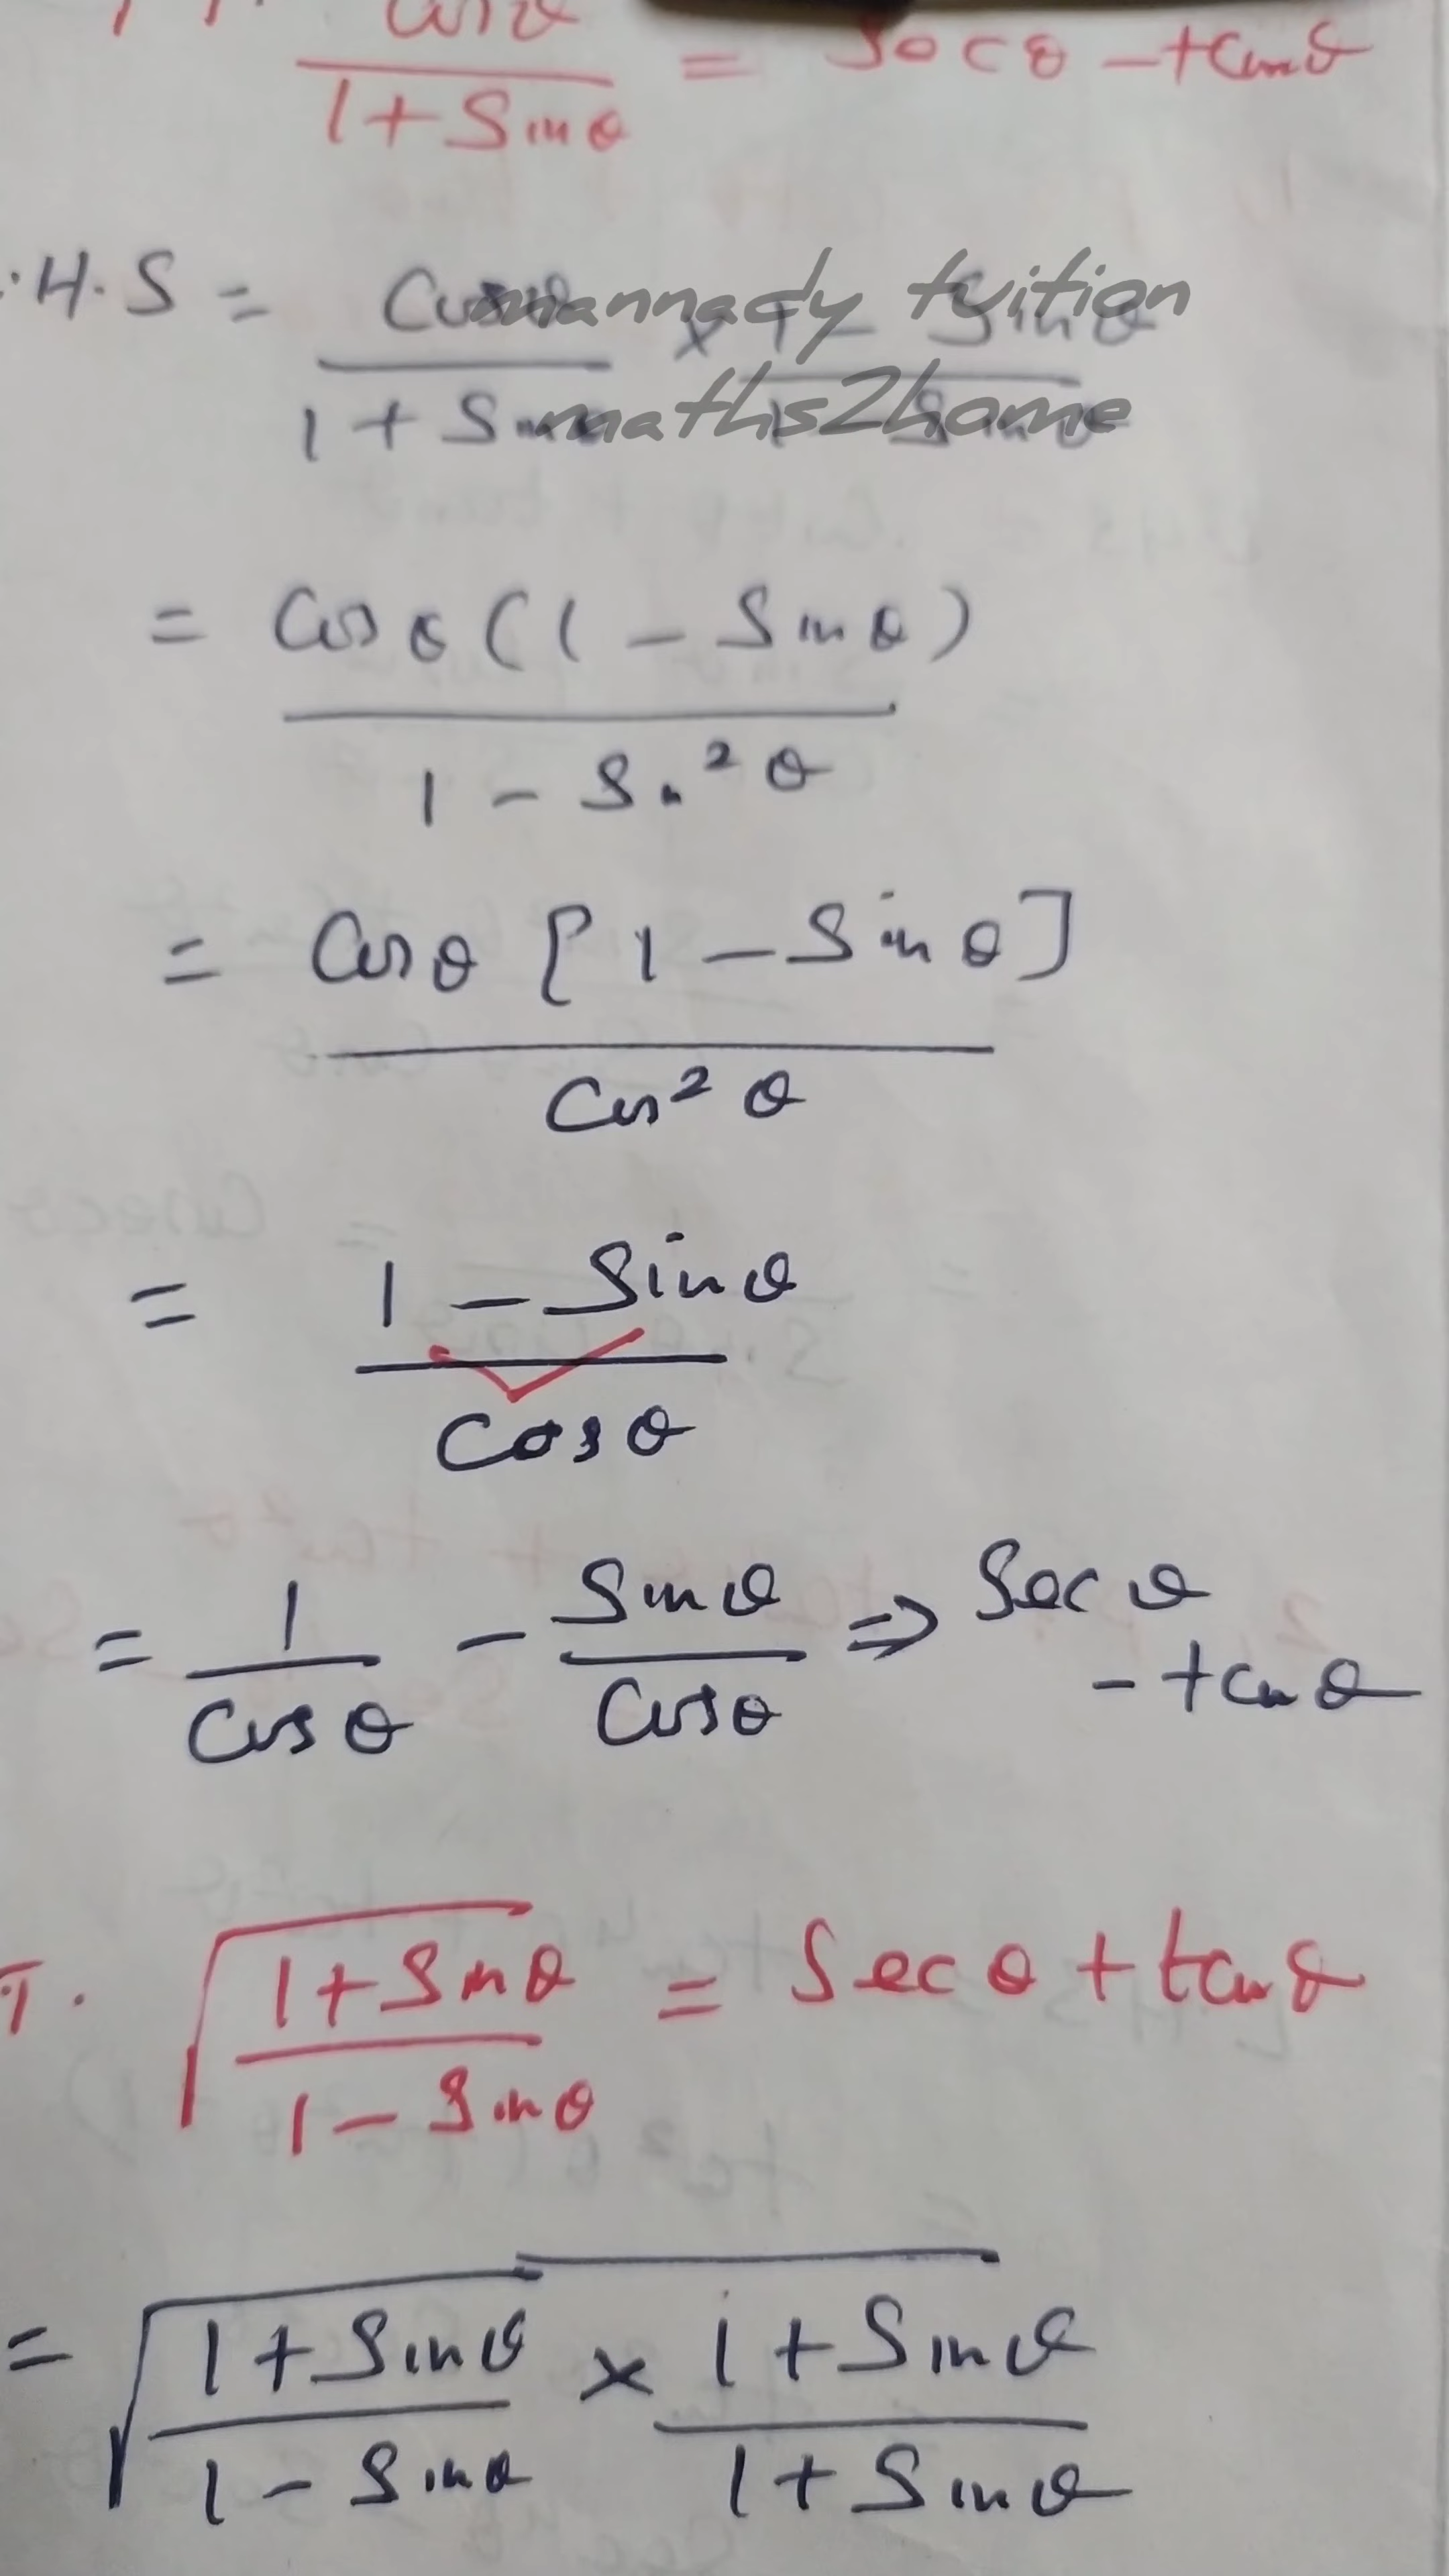 cosθ / 1+Sinθ = Secθ - tanθ
.H.S = Cosθ / 1+Sinθ × 1- Sinθ / 1- Sinθ
mannady tuition
maths2home
= Cosθ (1 - Sinθ) / 1 - Sin²θ
= Cosθ [1 - Sinθ] / Cos²θ
= 1 - Sinθ / Cosθ
= 1 / Cosθ - Sinθ / Cosθ ⇒ Secθ - tanθ
T. √(1+Sinθ / 1-Sinθ) = Secθ + tanθ
= √(1+Sinθ / 1-Sinθ × 1+Sinθ / 1+Sinθ)